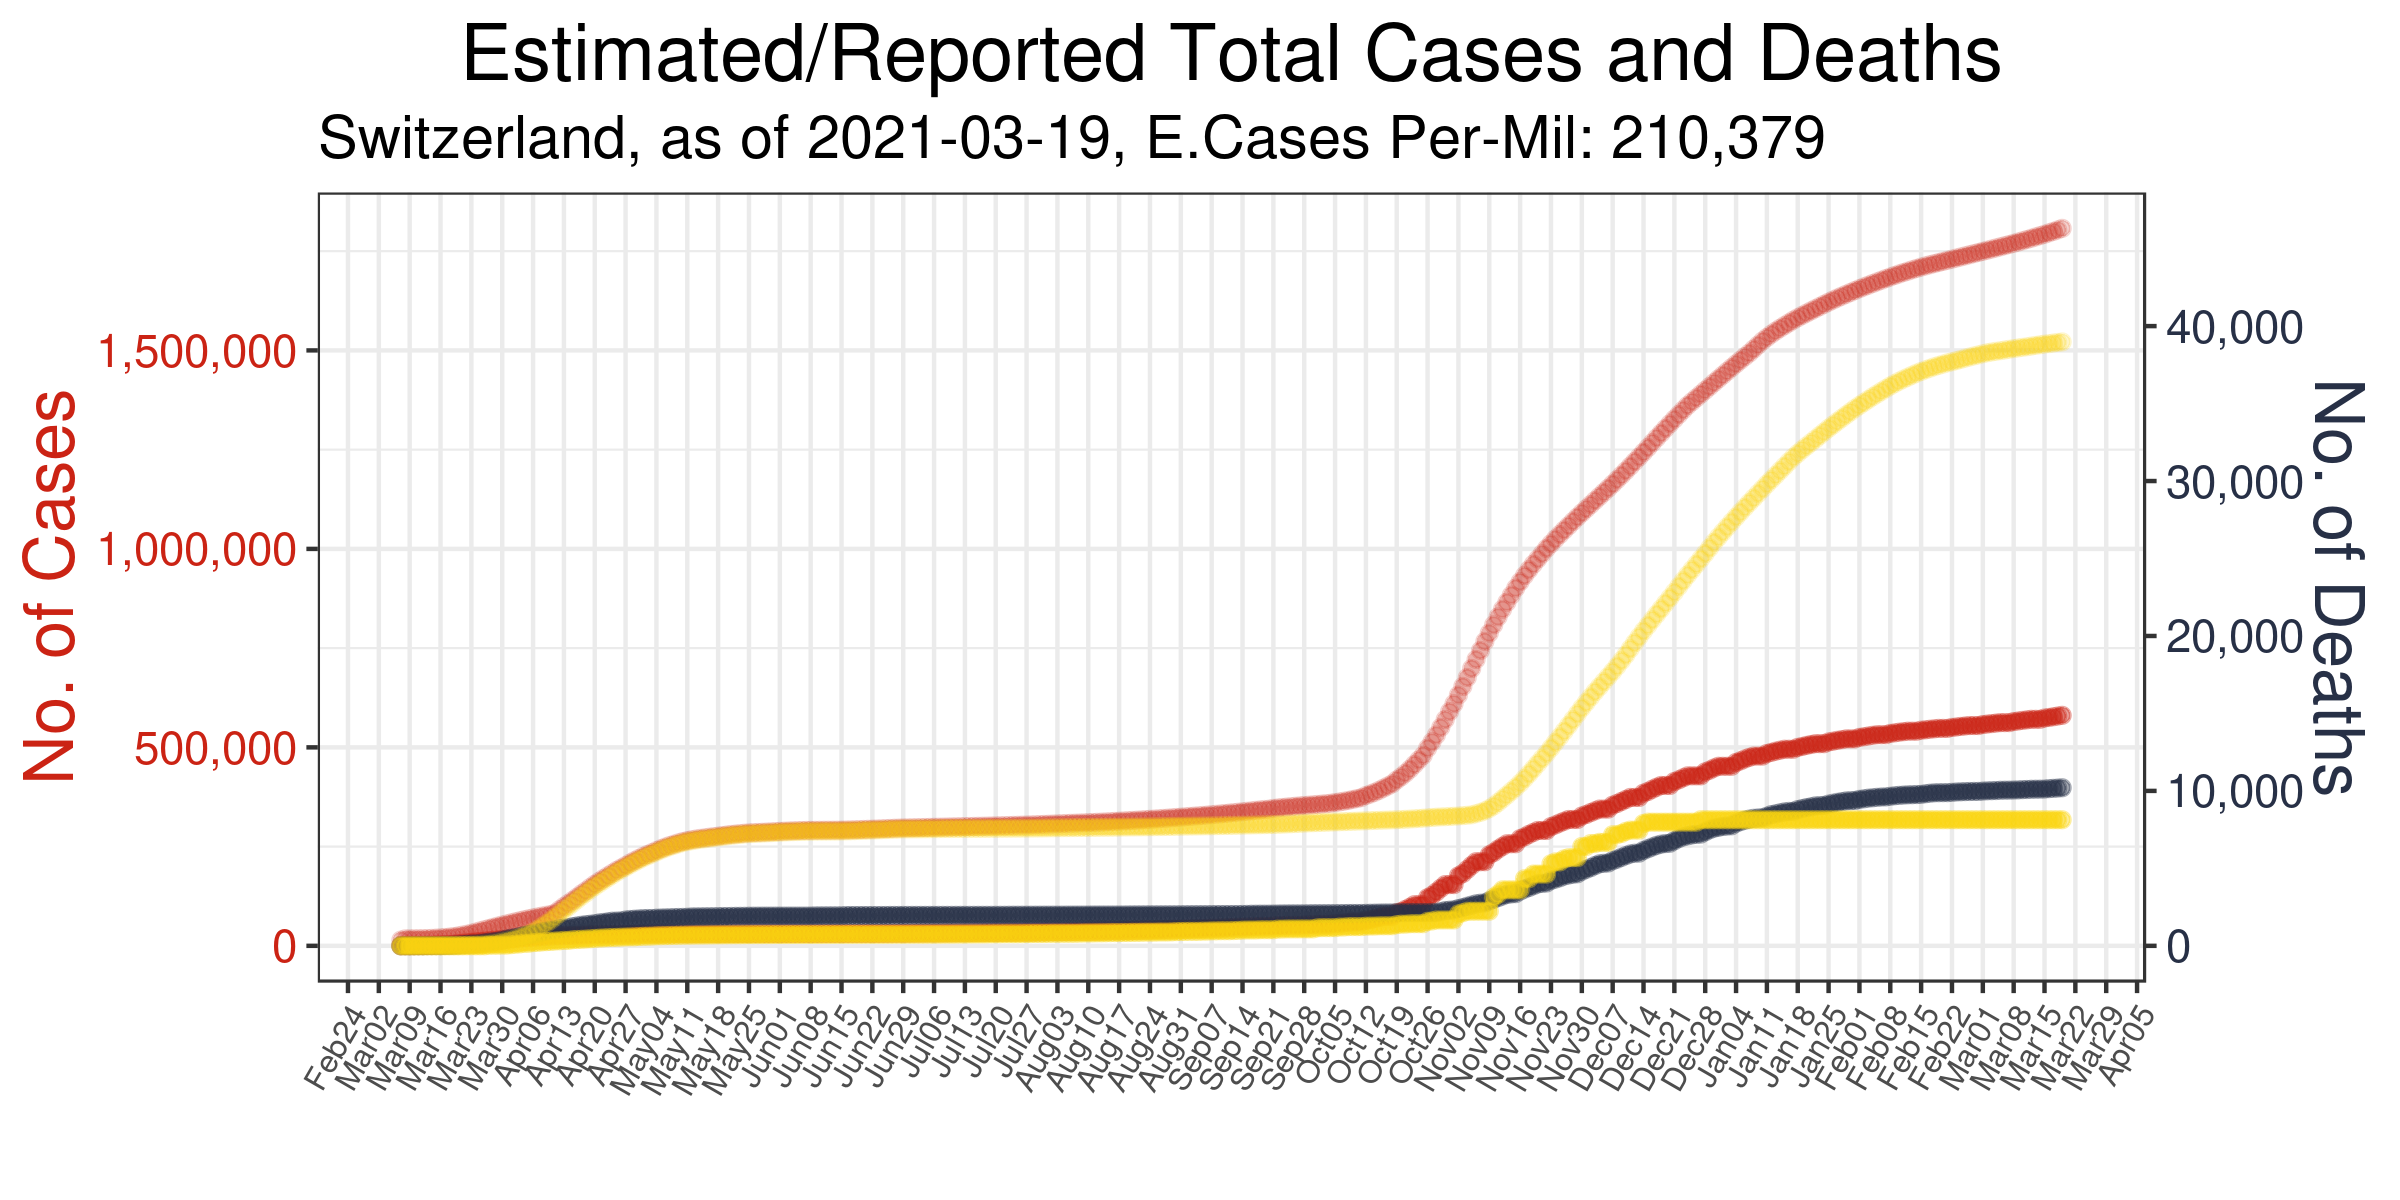 Estimated/Reported Total Cases and Deaths
Switzerland, as of 2021-03-19, E.Cases Per-Mil: 210,379
No. of Cases
1,500,000
1,000,000
500,000
0
40,000
30,000
20,000
10,000
0
No. of Deaths
Feb24
Mar02
Mar09
Mar16
Mar23
Mar30
Apr06
Apr13
Apr20
Apr27
May04
May11
May18
May25
Jun01
Jun08
Jun15
Jun22
Jun29
Jul06
Jul13
Jul20
Jul27
Aug03
Aug10
Aug17
Aug24
Aug31
Sep07
Sep14
Sep21
Sep28
Oct05
Oct12
Oct19
Oct26
Nov02
Nov09
Nov16
Nov23
Nov30
Dec07
Dec14
Dec21
Dec28
Jan04
Jan11
Jan18
Jan25
Feb01
Feb08
Feb15
Feb22
Mar01
Mar08
Mar15
Mar22
Mar29
Apr05